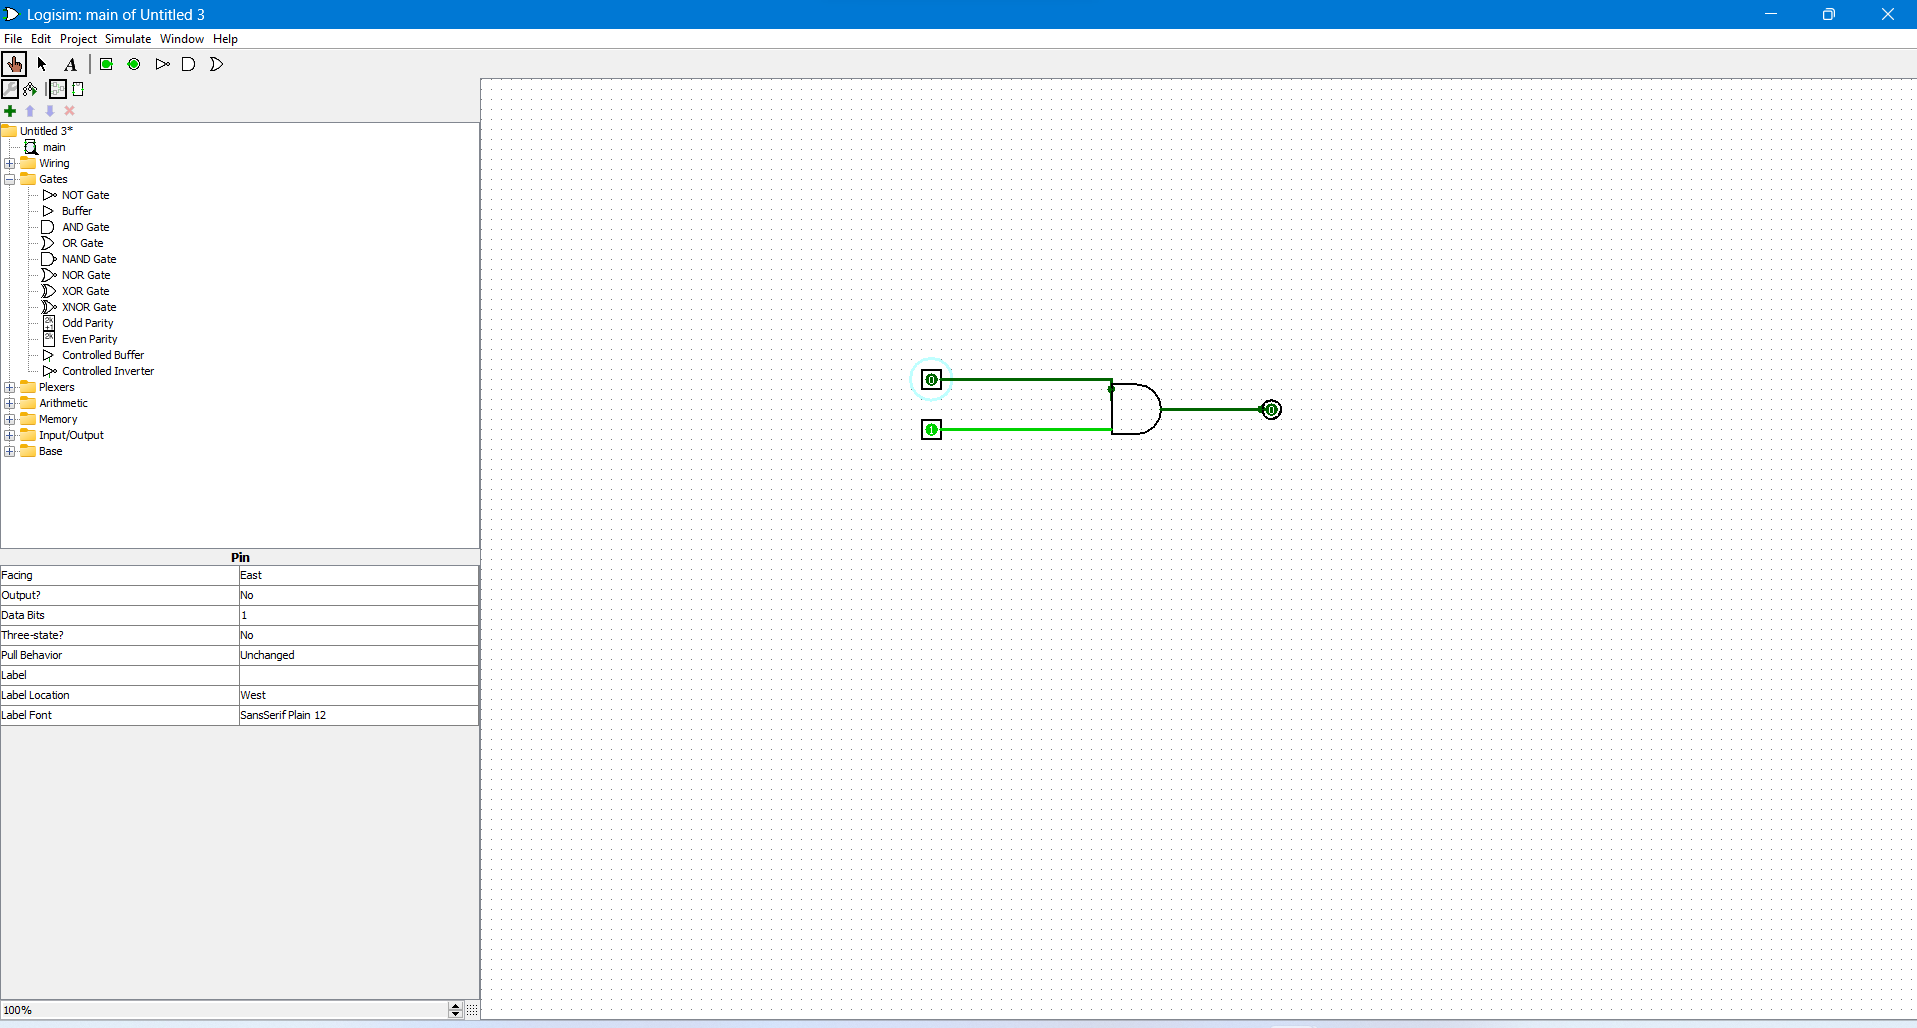 Logisim: main of Untitled 3
File Edit Project Simulate Window Help
A
Untitled 3*
main
Wiring
Gates
NOT Gate
Buffer
AND Gate
OR Gate
NAND Gate
NOR Gate
XOR Gate
XNOR Gate
2k+1 Odd Parity
2k Even Parity
Controlled Buffer
Controlled Inverter
Plexers
Arithmetic
Memory
Input/Output
Base
0
1
0
Pin
Facing East
Output? No
Data Bits 1
Three-state? No
Pull Behavior Unchanged
Label
Label Location West
Label Font SansSerif Plain 12
100%